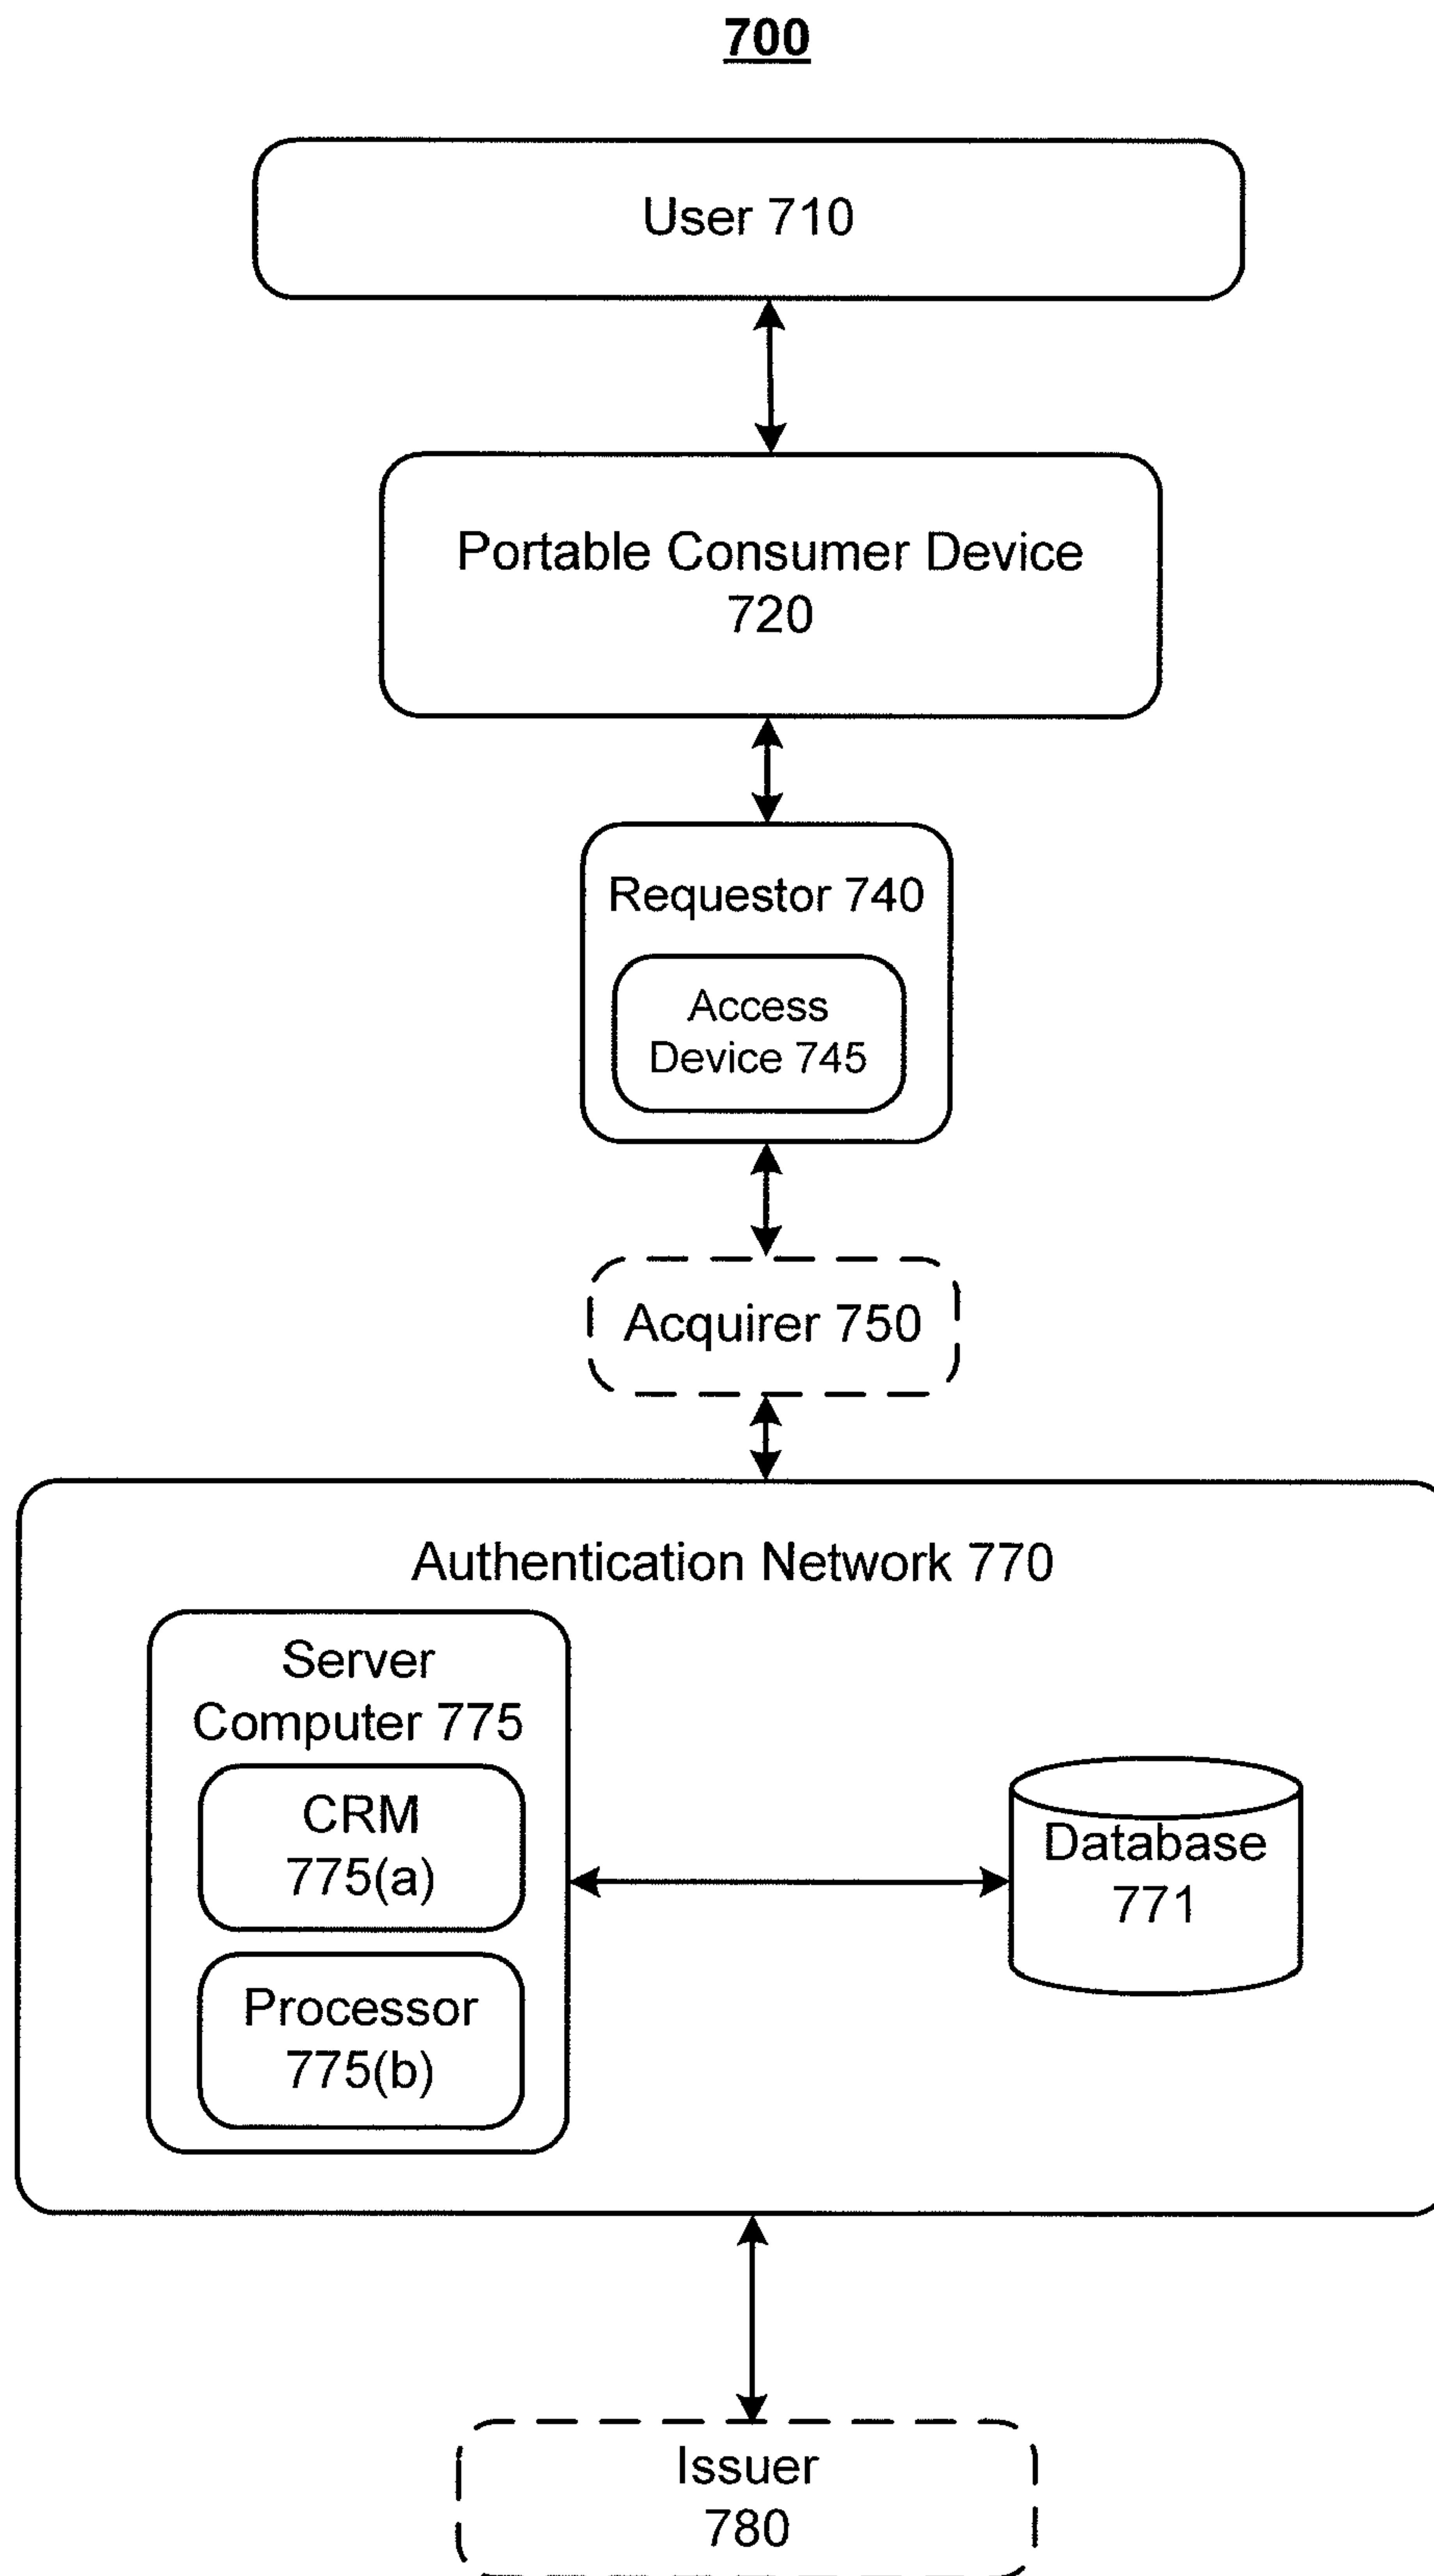 700
User 710
Portable Consumer Device
720
Requestor 740
Access
Device 745
Acquirer 750
Authentication Network 770
Server
Computer 775
CRM
775(a)
Processor
775(b)
Database
771
Issuer
780